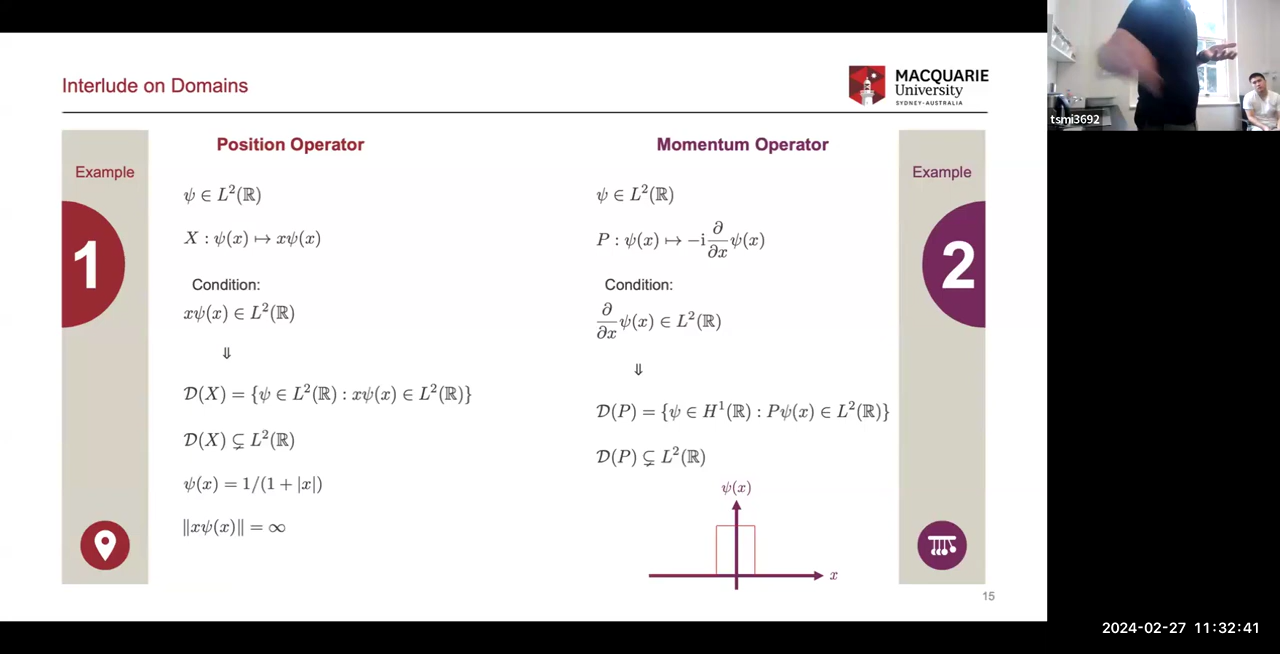 Interlude on Domains
MACQUARIE
University
SYDNEY·AUSTRALIA
Example
1
Position Operator
ψ ∈ L²(ℝ)
X : ψ(x) ↦ xψ(x)
Condition:
xψ(x) ∈ L²(ℝ)
⇓
𝒟(X) = {ψ ∈ L²(ℝ) : xψ(x) ∈ L²(ℝ)}
𝒟(X) ⊊ L²(ℝ)
ψ(x) = 1/(1 + |x|)
‖xψ(x)‖ = ∞
Momentum Operator
ψ ∈ L²(ℝ)
P : ψ(x) ↦ −i ∂/∂x ψ(x)
Condition:
∂/∂x ψ(x) ∈ L²(ℝ)
⇓
𝒟(P) = {ψ ∈ H¹(ℝ) : Pψ(x) ∈ L²(ℝ)}
𝒟(P) ⊊ L²(ℝ)
ψ(x)
x
Example
2
15
tsmi3692
2024-02-27 11:32:41